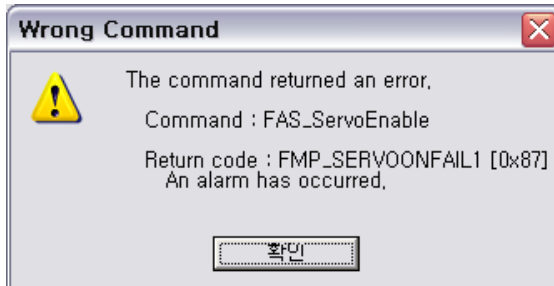 Wrong Command
The command returned an error,
Command : FAS_ServoEnable
Return code : FMP_SERVOONFAIL1 [0x87]
An alarm has occurred,
확인